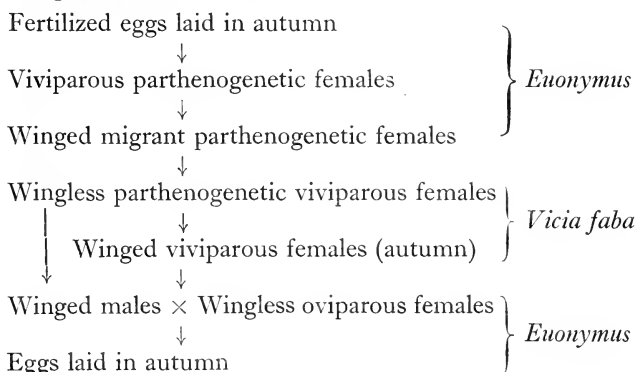 Fertilized eggs laid in autumn
↓
Viviparous parthenogenetic females
Euonymus
↓
Winged migrant parthenogenetic females
↓
Wingless parthenogenetic viviparous females
↓
Vicia faba
Winged viviparous females (autumn)
↓
Winged males × Wingless oviparous females
↓
Euonymus
Eggs laid in autumn